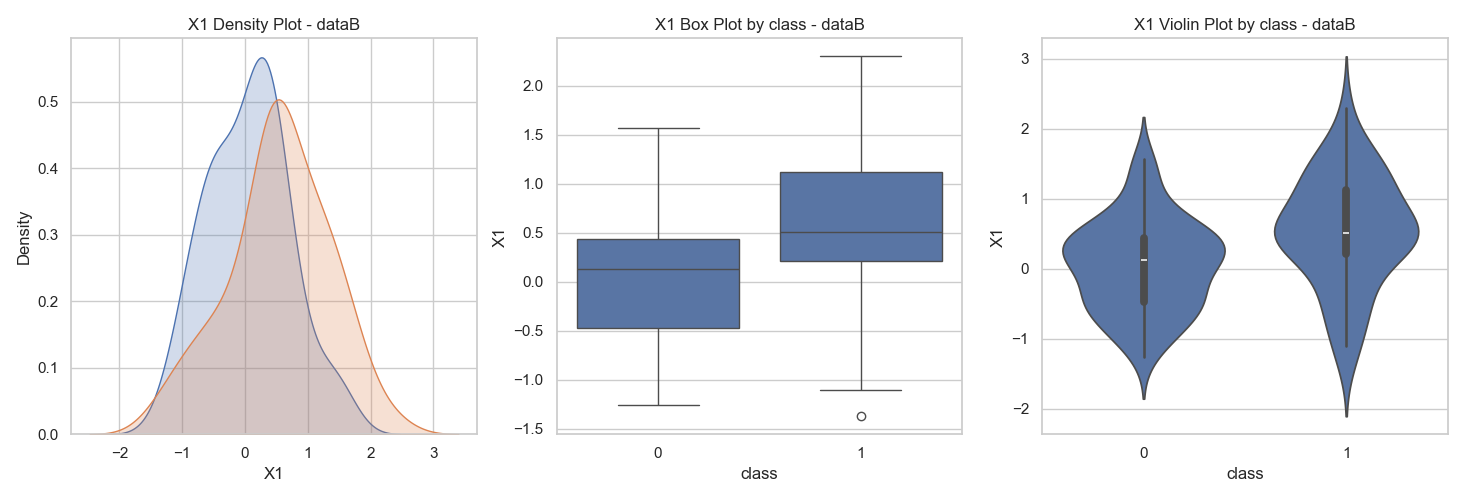 X1 Density Plot - dataB
0.5
0.4
0.3
0.2
0.1
0.0
Density
−2 −1 0 1 2 3
X1
X1 Box Plot by class - dataB
2.0
1.5
1.0
0.5
0.0
−0.5
−1.0
−1.5
X1
0 1
class
X1 Violin Plot by class - dataB
3
2
1
0
−1
−2
X1
0 1
class